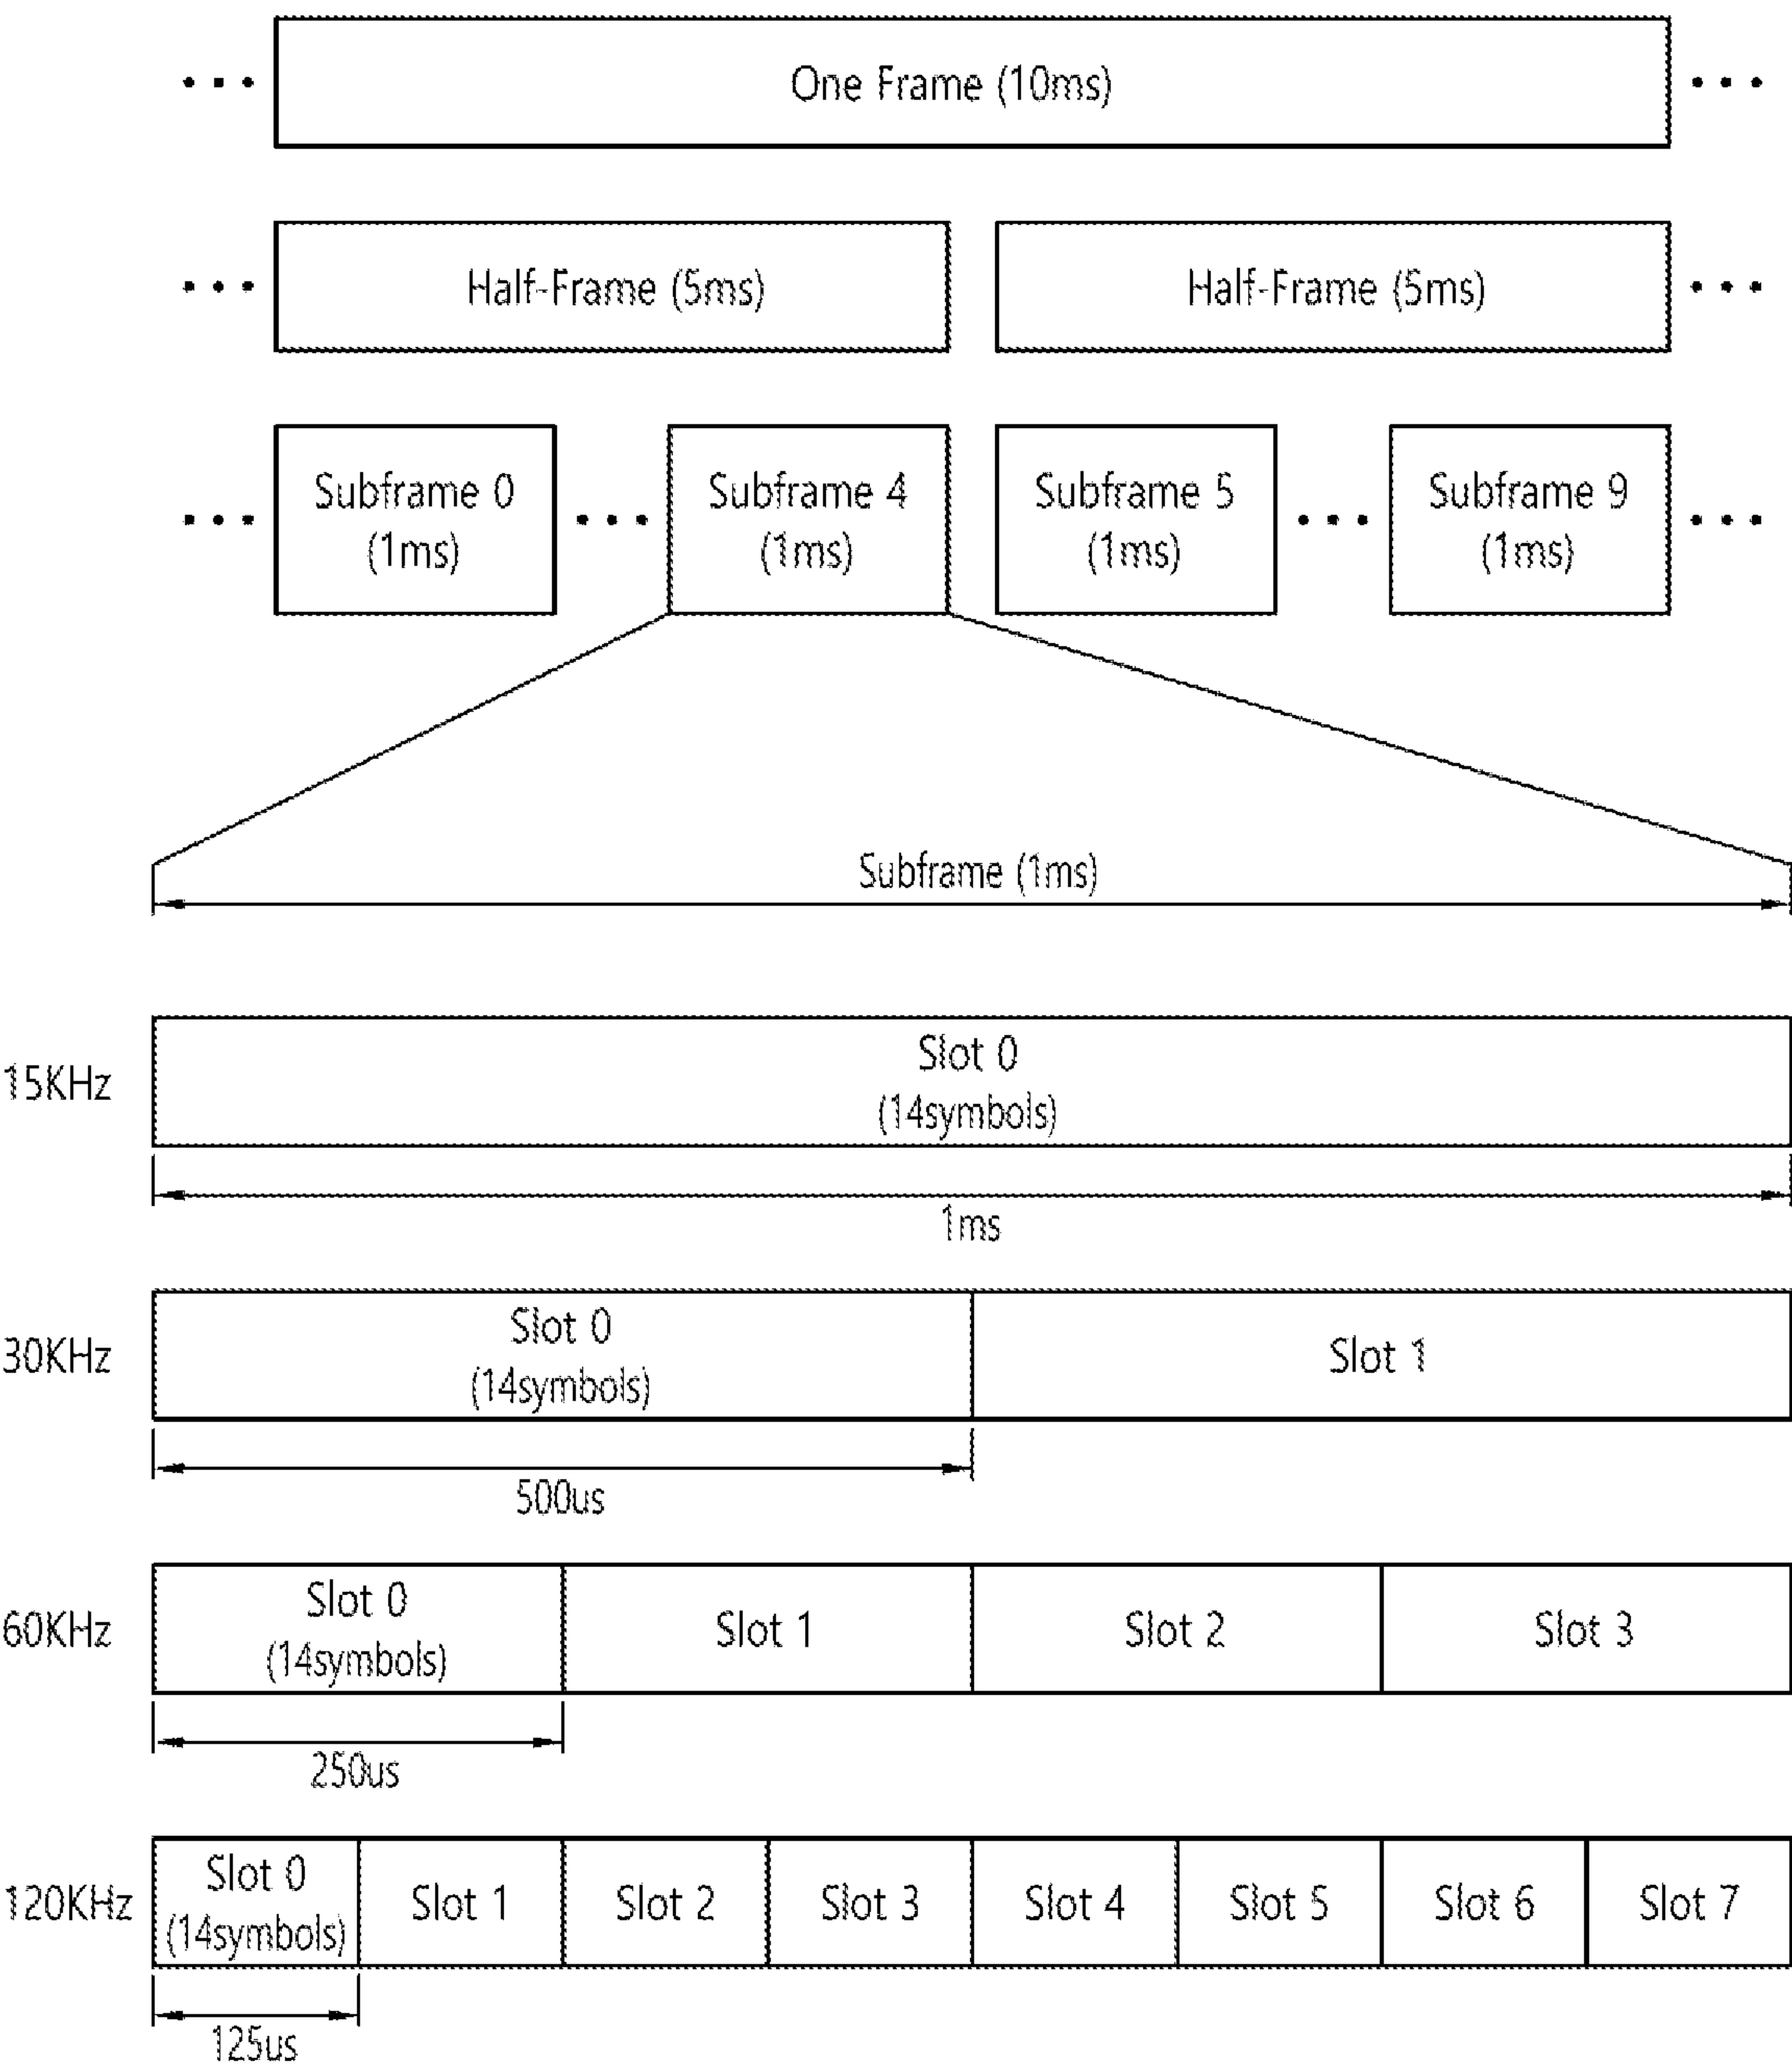 One Frame (10ms)
Half-Frame (5ms)
Half-Frame (5ms)
Subframe 0
(1ms)
Subframe 4
(1ms)
Subframe 5
(1ms)
Subframe 9
(1ms)
Subframe (1ms)
15KHz
Slot 0
(14symbols)
1ms
30KHz
Slot 0
(14symbols)
Slot 1
500us
60KHz
Slot 0
(14symbols)
Slot 1
Slot 2
Slot 3
250us
120KHz
Slot 0
(14symbols)
Slot 1
Slot 2
Slot 3
Slot 4
Slot 5
Slot 6
Slot 7
125us